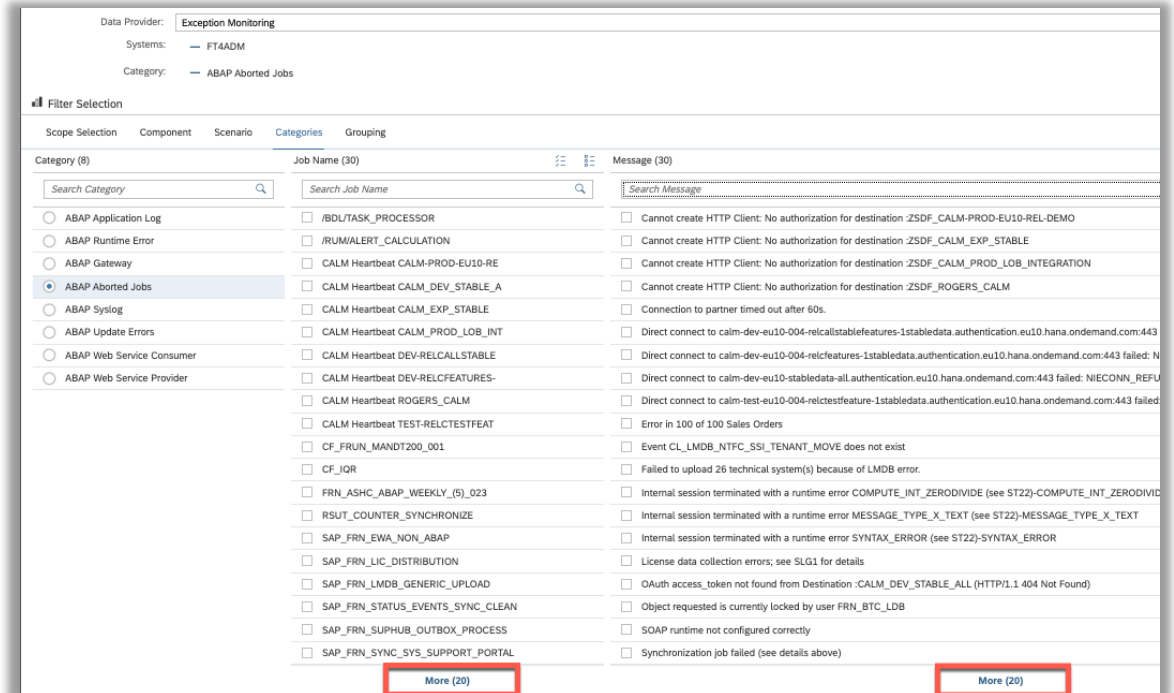 Data Provider: Exception Monitoring
Systems: — FT4ADM
Category: — ABAP Aborted Jobs
Filter Selection
Scope Selection Component Scenario Categories Grouping
Category (8) Job Name (30) Message (30)
Search Category Search Job Name Search Message
ABAP Application Log /BDL/TASK_PROCESSOR Cannot create HTTP Client: No authorization for destination :ZSDF_CALM-PROD-EU10-REL-DEMO
ABAP Runtime Error /RUM/ALERT_CALCULATION Cannot create HTTP Client: No authorization for destination :ZSDF_CALM_EXP_STABLE
ABAP Gateway CALM Heartbeat CALM-PROD-EU10-RE Cannot create HTTP Client: No authorization for destination :ZSDF_CALM_PROD_LOB_INTEGRATION
ABAP Aborted Jobs CALM Heartbeat CALM_DEV_STABLE_A Cannot create HTTP Client: No authorization for destination :ZSDF_ROGERS_CALM
ABAP Syslog CALM Heartbeat CALM_EXP_STABLE Connection to partner timed out after 60s.
ABAP Update Errors CALM Heartbeat CALM_PROD_LOB_INT Direct connect to calm-dev-eu10-004-relcallstablefeatures-1stabledata.authentication.eu10.hana.ondemand.com:443
ABAP Web Service Consumer CALM Heartbeat DEV-RELCALLSTABLE Direct connect to calm-dev-eu10-004-relcfeatures-1stabledata.authentication.eu10.hana.ondemand.com:443 failed: N
ABAP Web Service Provider CALM Heartbeat DEV-RELCFEATURES- Direct connect to calm-dev-eu10-stabledata-all.authentication.eu10.hana.ondemand.com:443 failed: NIECONN_REFU
CALM Heartbeat ROGERS_CALM Direct connect to calm-test-eu10-004-relctestfeature-1stabledata.authentication.eu10.hana.ondemand.com:443 failed:
CALM Heartbeat TEST-RELCTESTFEAT Error in 100 of 100 Sales Orders
CF_FRUN_MANDT200_001 Event CL_LMDB_NTFC_SSI_TENANT_MOVE does not exist
CF_IQR Failed to upload 26 technical system(s) because of LMDB error.
FRN_ASHC_ABAP_WEEKLY_(5)_023 Internal session terminated with a runtime error COMPUTE_INT_ZERODIVIDE (see ST22)-COMPUTE_INT_ZERODIVID
RSUT_COUNTER_SYNCHRONIZE Internal session terminated with a runtime error MESSAGE_TYPE_X_TEXT (see ST22)-MESSAGE_TYPE_X_TEXT
SAP_FRN_EWA_NON_ABAP Internal session terminated with a runtime error SYNTAX_ERROR (see ST22)-SYNTAX_ERROR
SAP_FRN_LIC_DISTRIBUTION License data collection errors; see SLG1 for details
SAP_FRN_LMDB_GENERIC_UPLOAD OAuth access_token not found from Destination :CALM_DEV_STABLE_ALL (HTTP/1.1 404 Not Found)
SAP_FRN_STATUS_EVENTS_SYNC_CLEAN Object requested is currently locked by user FRN_BTC_LDB
SAP_FRN_SUPHUB_OUTBOX_PROCESS SOAP runtime not configured correctly
SAP_FRN_SYNC_SYS_SUPPORT_PORTAL Synchronization job failed (see details above)
More (20) More (20)